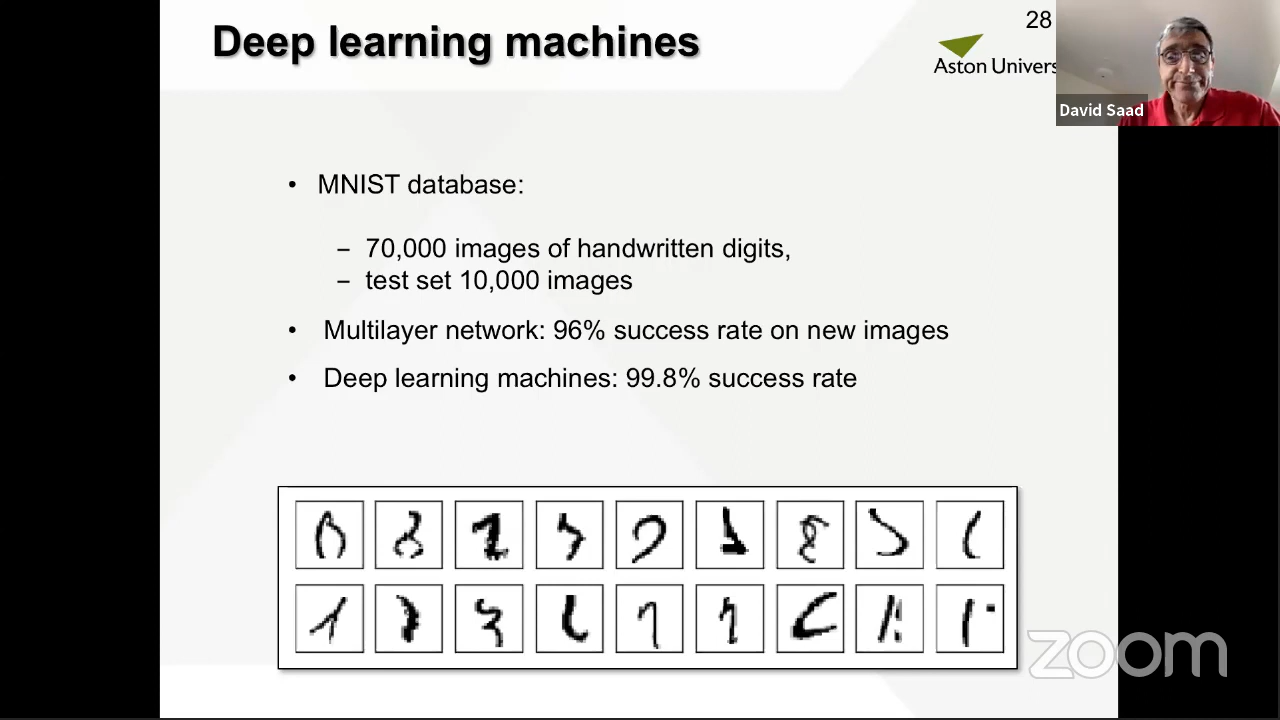 Deep learning machines
28
Aston Univers
David Saad
• MNIST database:
– 70,000 images of handwritten digits,
– test set 10,000 images
• Multilayer network: 96% success rate on new images
• Deep learning machines: 99.8% success rate
zoom